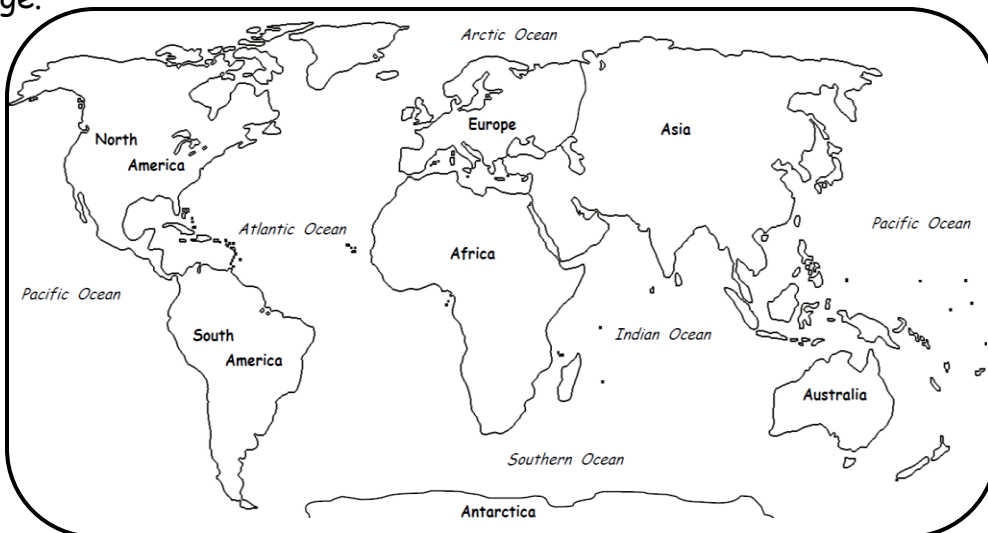 ge.
Arctic Ocean
North
America
Europe
Asia
Atlantic Ocean
Pacific Ocean
Africa
Pacific Ocean
South
America
Indian Ocean
Australia
Southern Ocean
Antarctica